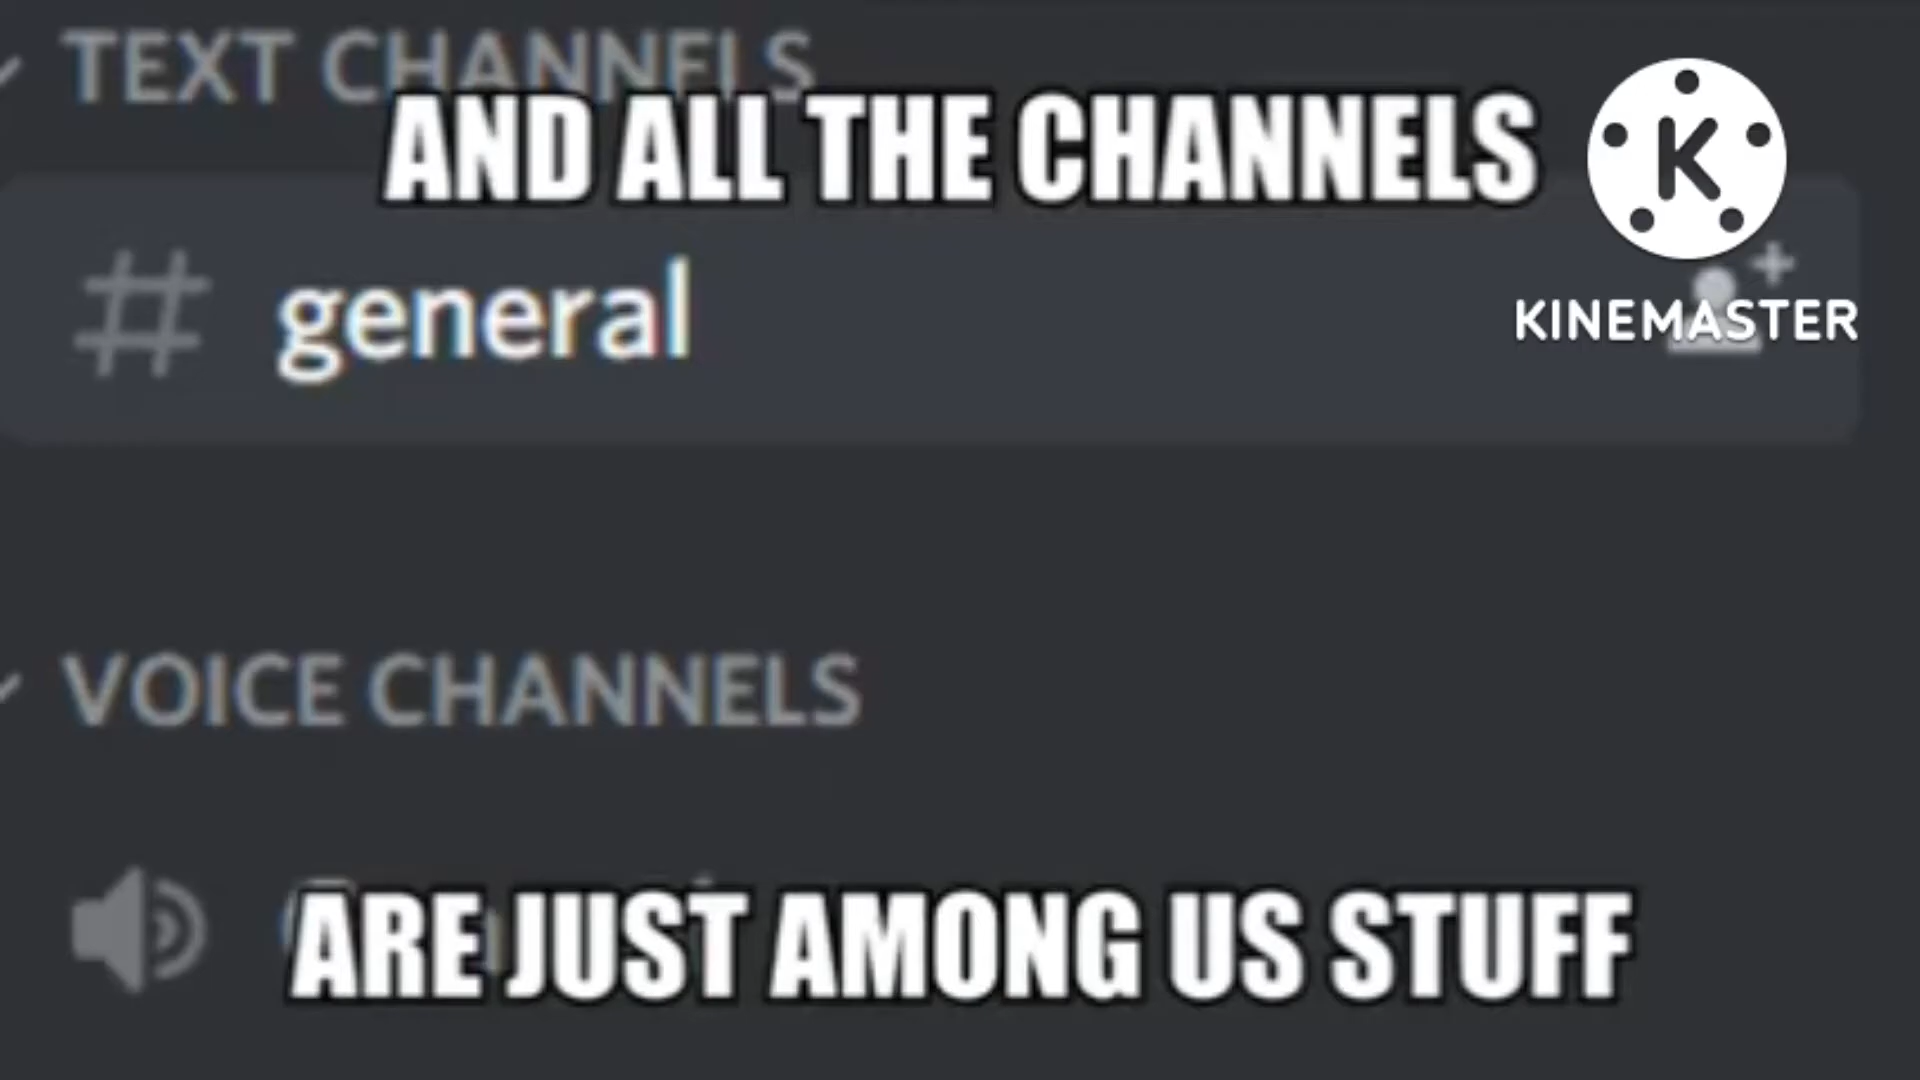 TEXT CHANNELS
AND ALL THE CHANNELS
K
# general
KINEMASTER
VOICE CHANNELS
ARE JUST AMONG US STUFF